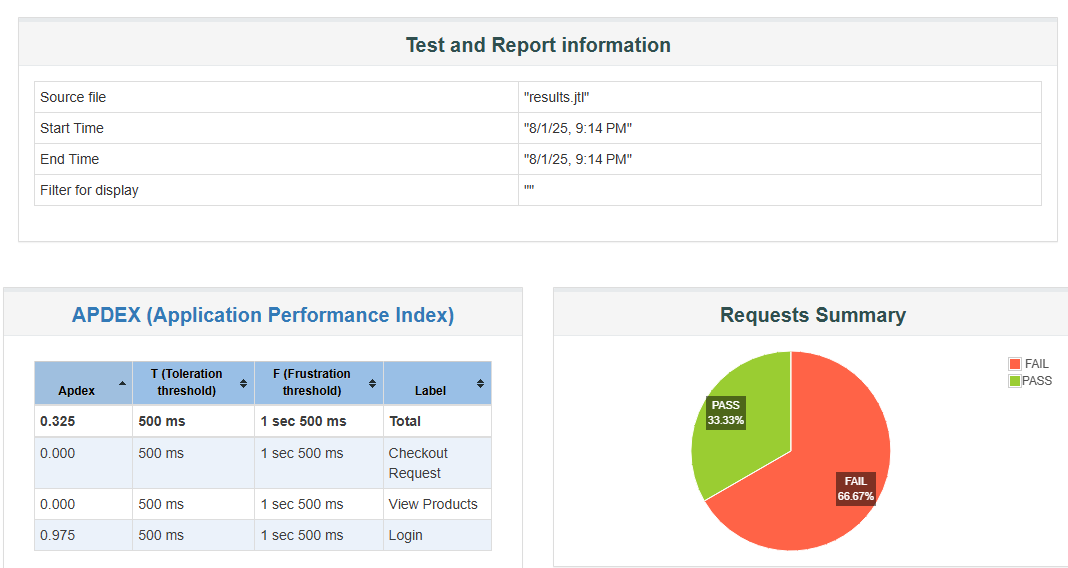 Test and Report information
Source file "results.jtl"
Start Time "8/1/25, 9:14 PM"
End Time "8/1/25, 9:14 PM"
Filter for display ""
APDEX (Application Performance Index)
Apdex T (Toleration threshold) F (Frustration threshold) Label
0.325 500 ms 1 sec 500 ms Total
0.000 500 ms 1 sec 500 ms Checkout Request
0.000 500 ms 1 sec 500 ms View Products
0.975 500 ms 1 sec 500 ms Login
Requests Summary
FAIL
PASS
PASS
33.33%
FAIL
66.67%